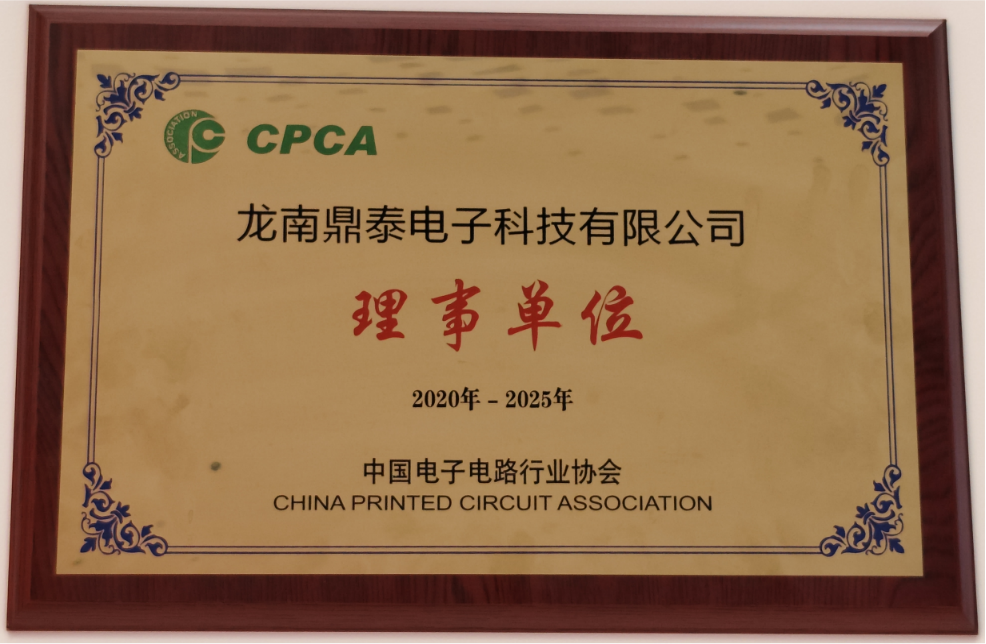 ASSOCIATION
CPCA
龙南鼎泰电子科技有限公司
理事单位
2020年-2025年
中国电子电路行业协会
CHINA PRINTED CIRCUIT ASSOCIATION